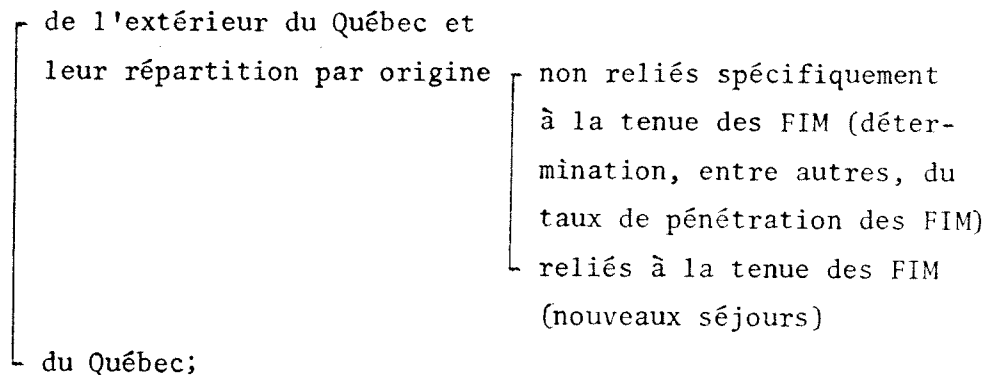 de l'extérieur du Québec et
leur répartition par origine
non reliés spécifiquement
à la tenue des FIM (déter-
mination, entre autres, du
taux de pénétration des FIM)
reliés à la tenue des FIM
(nouveaux séjours)
du Québec;